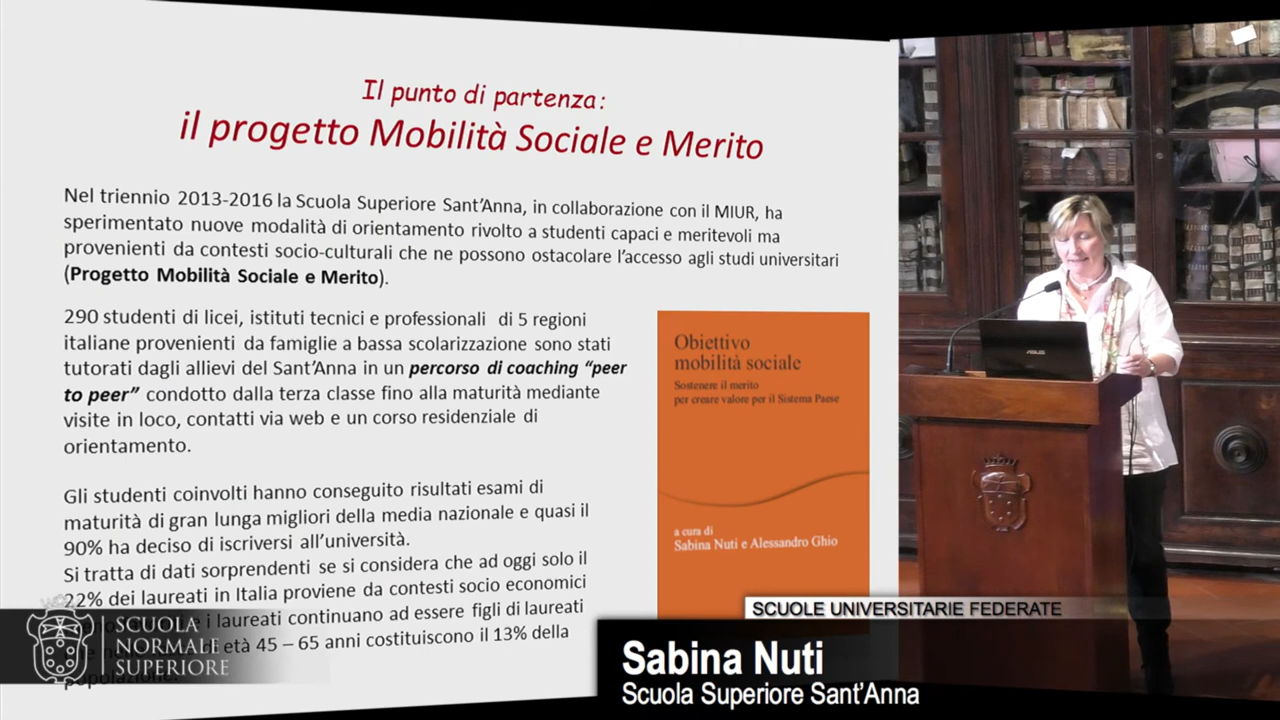 Il punto di partenza:
il progetto Mobilità Sociale e Merito
Nel triennio 2013-2016 la Scuola Superiore Sant'Anna, in collaborazione con il MIUR, ha
sperimentato nuove modalità di orientamento rivolto a studenti capaci e meritevoli ma
provenienti da contesti socio-culturali che ne possono ostacolare l'accesso agli studi universitari
(Progetto Mobilità Sociale e Merito).
290 studenti di licei, istituti tecnici e professionali di 5 regioni
italiane provenienti da famiglie a bassa scolarizzazione sono stati
tutorati dagli allievi del Sant'Anna in un percorso di coaching "peer
to peer" condotto dalla terza classe fino alla maturità mediante
visite in loco, contatti via web e un corso residenziale di
orientamento.
Gli studenti coinvolti hanno conseguito risultati esami di
maturità di gran lunga migliori della media nazionale e quasi il
90% ha deciso di iscriversi all'università.
Si tratta di dati sorprendenti se si considera che ad oggi solo il
22% dei laureati in Italia proviene da contesti socio economici
i laureati continuano ad essere figli di laureati
età 45 – 65 anni costituiscono il 13% della
popolazione.
Obiettivo
mobilità sociale
Sostenere il merito
per creare valore per il Sistema Paese
a cura di
Sabina Nuti e Alessandro Ghio
ASUS
SCUOLA
NORMALE
SUPERIORE
SCUOLE UNIVERSITARIE FEDERATE
Sabina Nuti
Scuola Superiore Sant'Anna